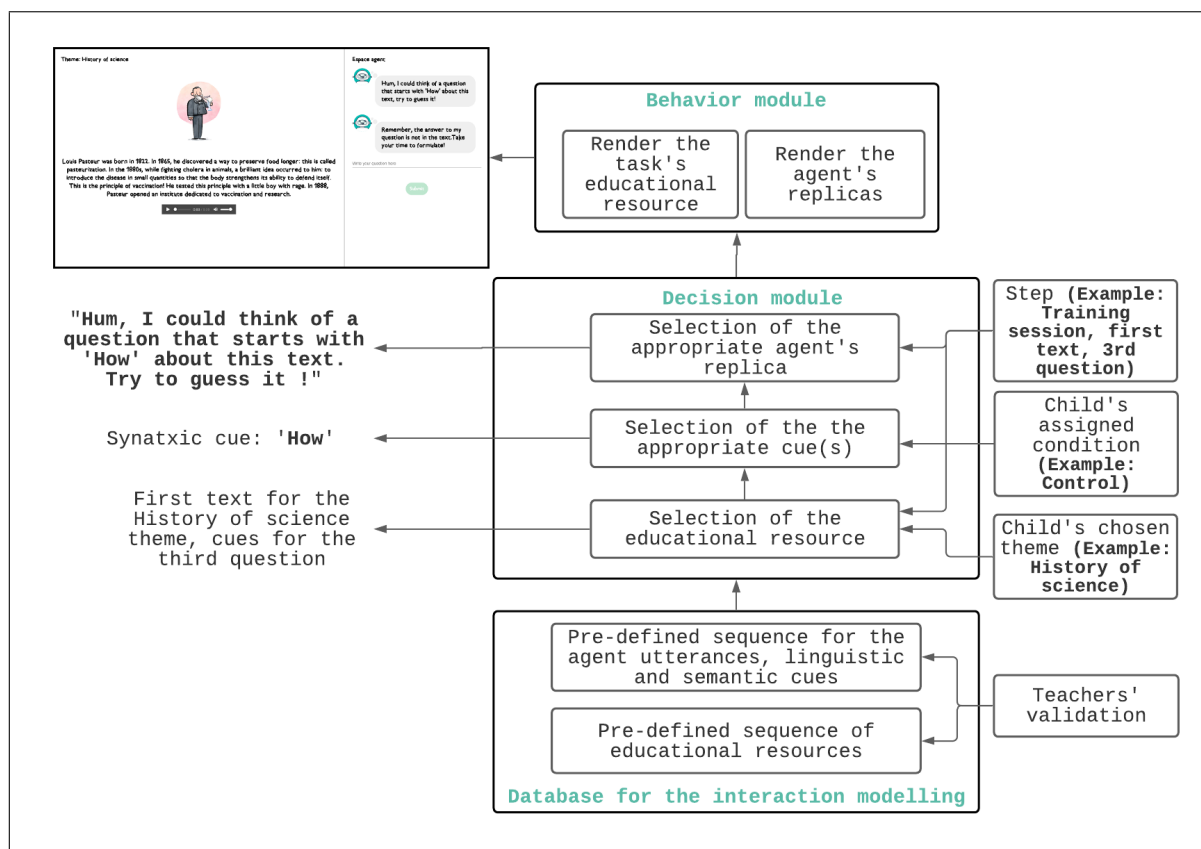 Theme: History of science
Espace agent
Hum, I could think of a question
that starts with 'How' about this
text, try to guess it!
Remember, the answer to my
question is not in the text.Take
your time to formulate!
Write your question here
Submit
Louis Pasteur was born in 1822. In 1865, he discovered a way to preserve food longer: this is called
pasteurization. In the 1880s, while fighting cholera in animals, a brilliant idea occurred to him: to
introduce the disease in small quantities so that the body strengthens its ability to defend itself.
This is the principle of vaccination! He tested this principle with a little boy with rage. In 1888,
Pasteur opened an institute dedicated to vaccination and research.
Behavior module
Render the
task's
educational
resource
Render the
agent's
replicas
Decision module
Selection of the
appropriate agent's
replica
Selection of the the
appropriate cue(s)
Selection of the
educational resource
"Hum, I could think of a
question that starts with
'How' about this text.
Try to guess it !"
Synatxic cue: 'How'
First text for the
History of science
theme, cues for the
third question
Step (Example:
Training
session, first
text, 3rd
question)
Child's
assigned
condition
(Example:
Control)
Child's chosen
theme (Example:
History of
science)
Pre-defined sequence for the
agent utterances, linguistic
and semantic cues
Pre-defined sequence of
educational resources
Database for the interaction modelling
Teachers'
validation